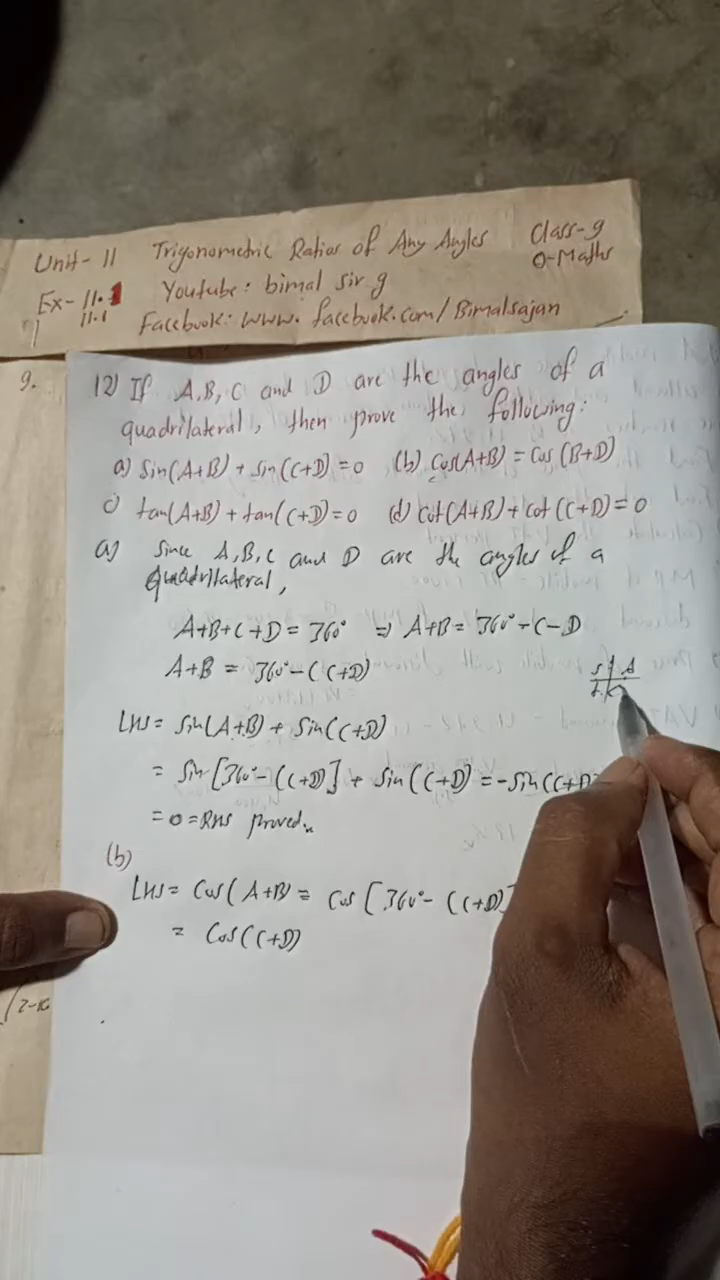 Unit- 11 Trigonometric Ratios of Any Angles Class-9
O-Maths
Ex- 11.1 Youtube: bimal sir g
11.1
Facebook: www.facebook.com/Bimalsajan
9.
12) If A, B, C and D are the angles of a
quadrilateral, then prove the following:
a) Sin(A+B) + Sin(C+D) = 0 (b) Cos(A+B) = Cos (B+D)
c) tan(A+B) + tan(C+D) = 0 (d) Cot(A+B) + Cot (C+D) = 0
(a) Since A, B, C and D are the angles of a
Quadrilateral,
A+B+C+D = 360° => A+B = 360° - C - D
A+B = 360° - (C+D)
S A
T C
LHS = Sin(A+B) + Sin(C+D)
= Sin[360° - (C+D)] + Sin(C+D) = -Sin(C+D)
= 0 = RHS proved.
(b)
LHS = Cos(A+B) = Cos[360° - (C+D)]
= Cos(C+D)